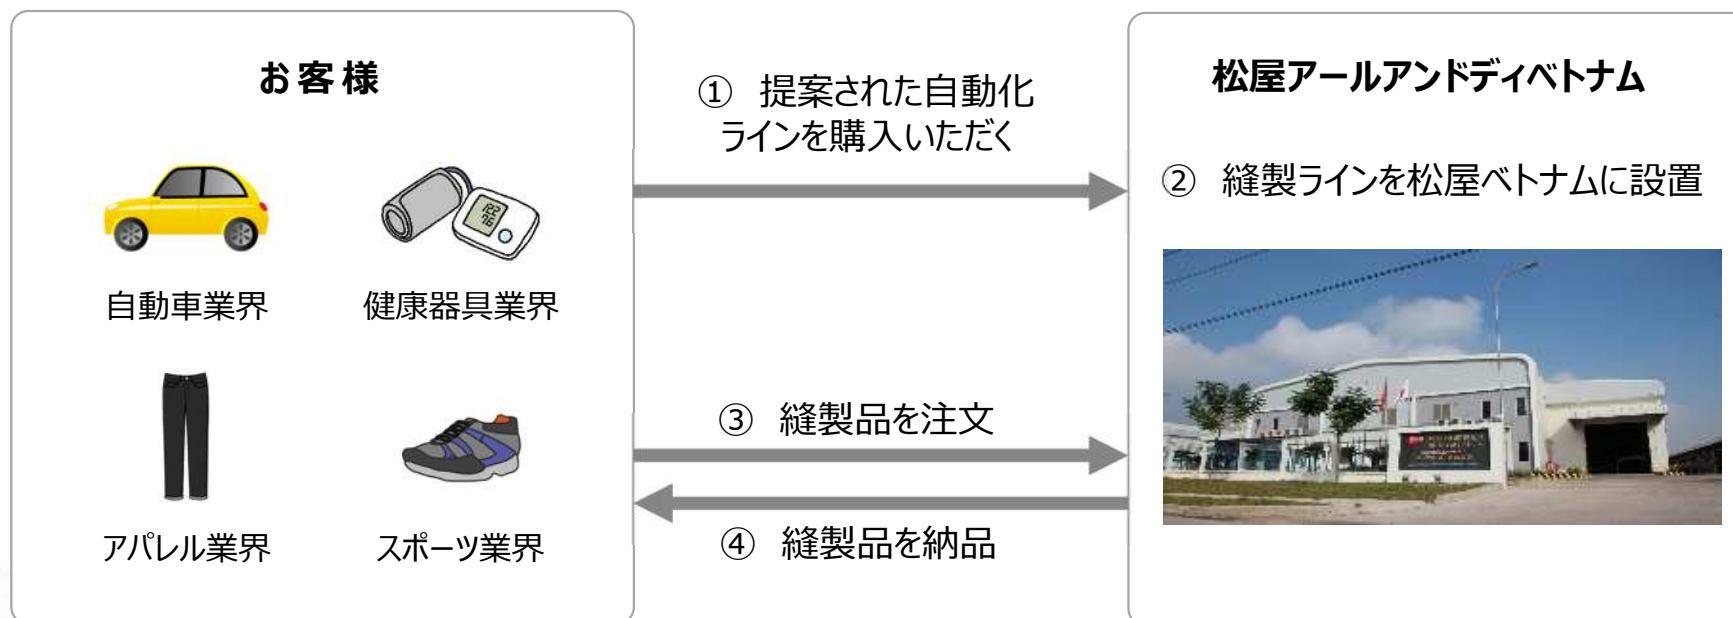 お客様
自動車業界
健康器具業界
アパレル業界
スポーツ業界
① 提案された自動化
ラインを購入いただく
③ 縫製品を注文
④ 縫製品を納品
松屋アールアンドディベトナム
② 縫製ラインを松屋ベトナムに設置